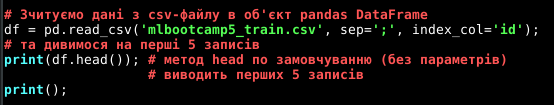 # Зчитуємо дані з csv-файлу в об'єкт pandas DataFrame
df = pd.read_csv('mlbootcamp5_train.csv', sep=';', index_col='id');
# та дивимося на перші 5 записів
print(df.head()); # метод head по замовчуванню (без параметрів)
# виводить перших 5 записів
print();